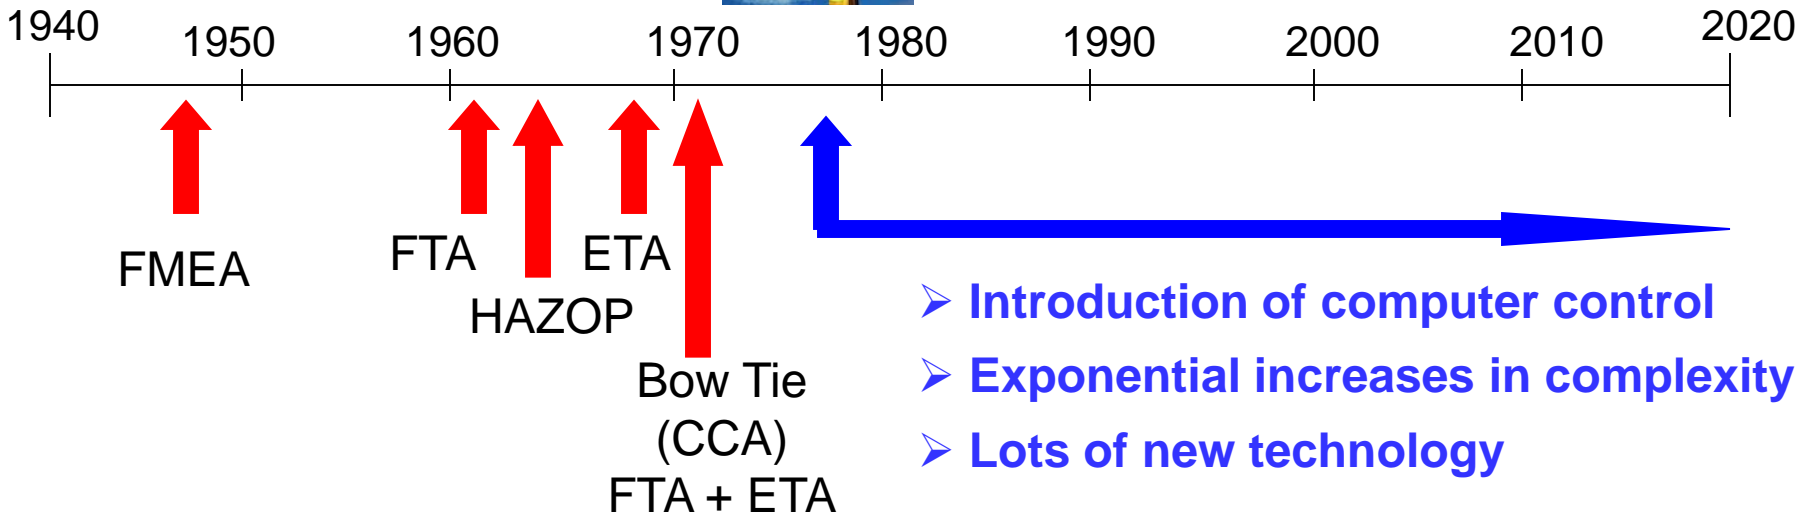 1940 1950 1960 1970 1980 1990 2000 2010 2020
FMEA
FTA
HAZOP
ETA
Bow Tie
(CCA)
FTA + ETA
➢ Introduction of computer control
➢ Exponential increases in complexity
➢ Lots of new technology